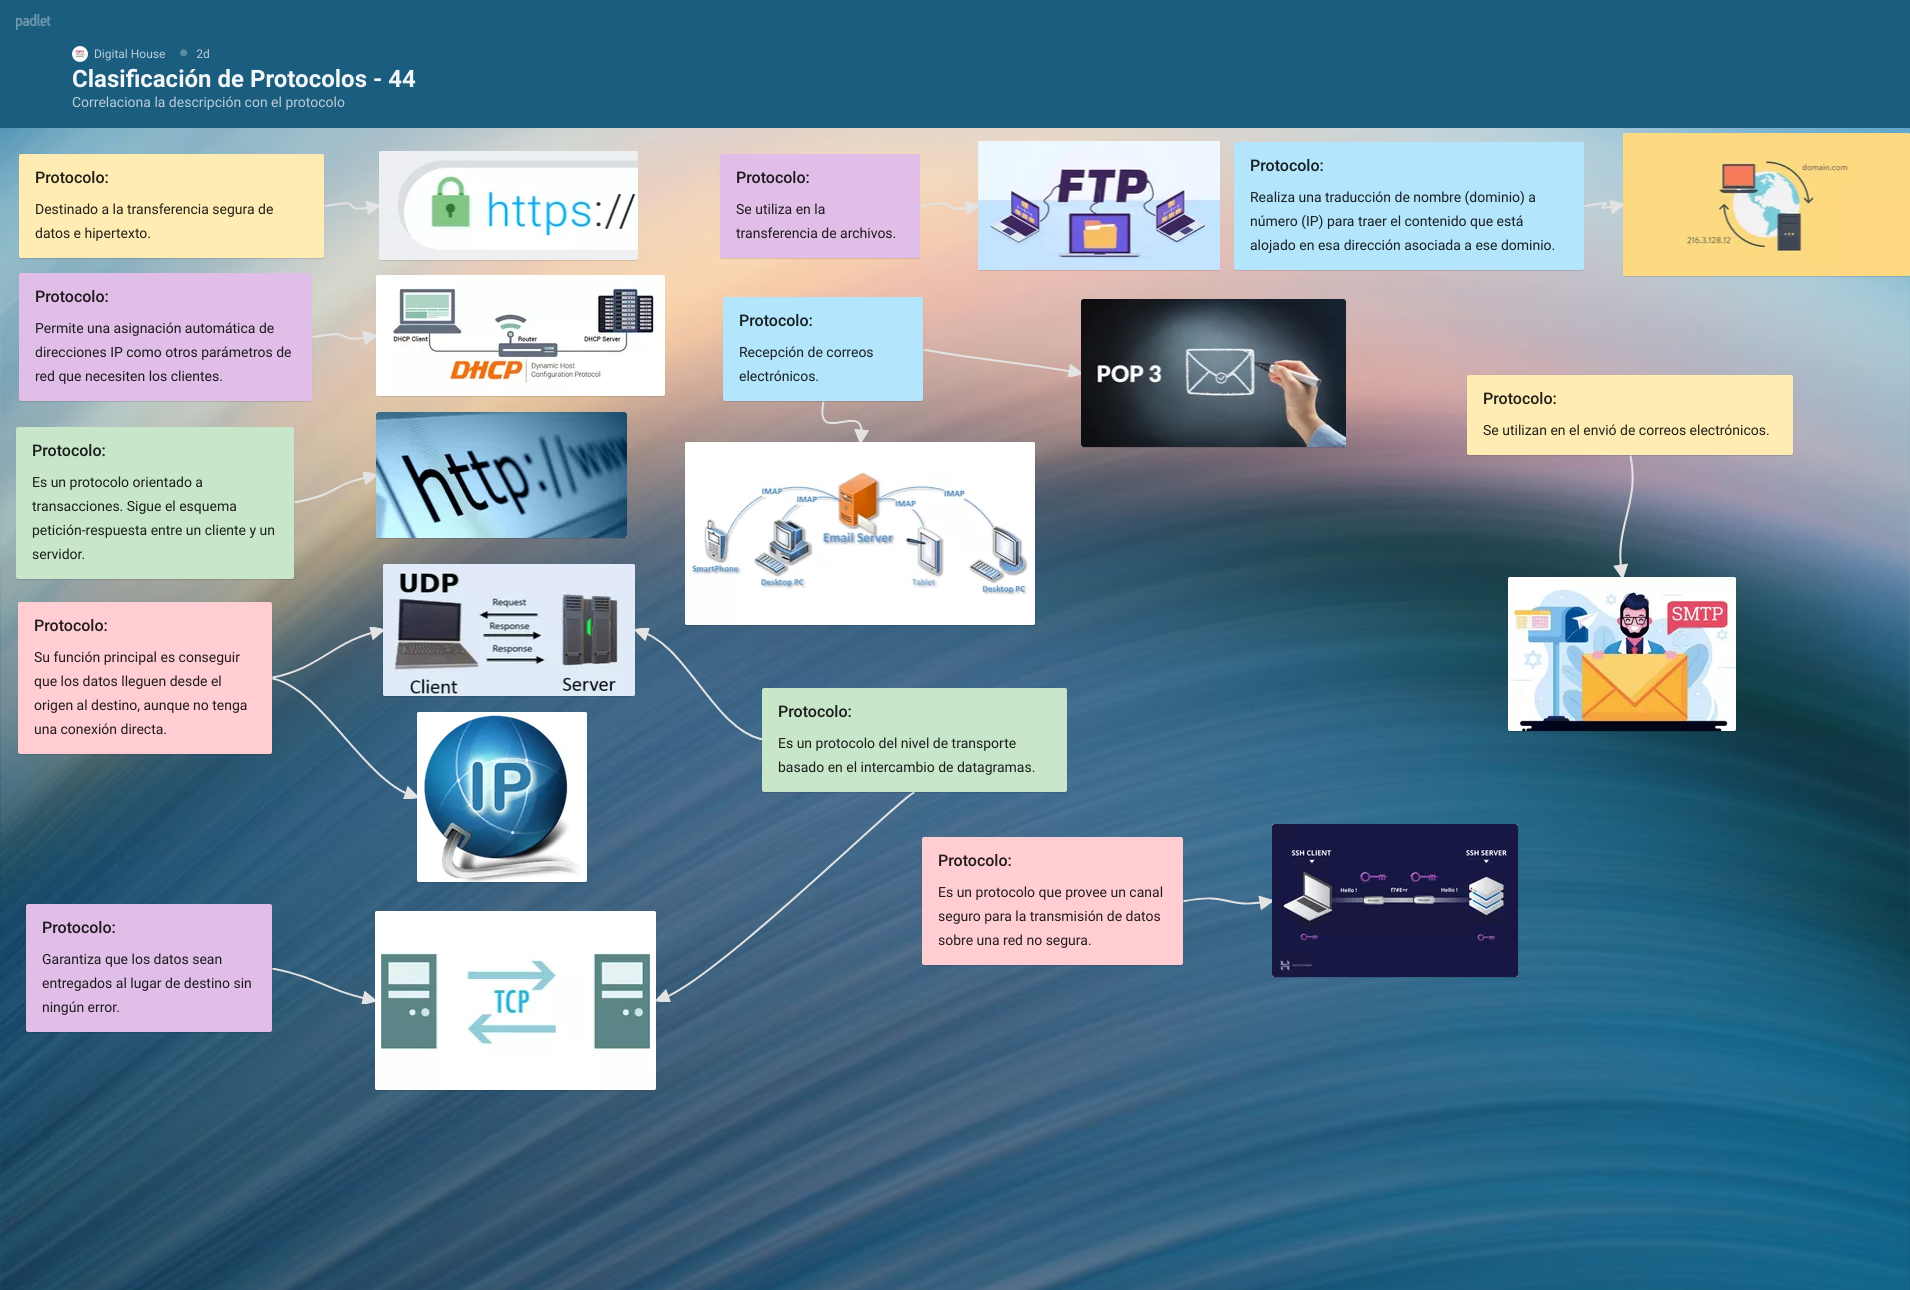 padlet
Digital House 2d
Clasificación de Protocolos - 44
Correlaciona la descripción con el protocolo
Protocolo:
Destinado a la transferencia segura de
datos e hipertexto.
https://
Protocolo:
Se utiliza en la
transferencia de archivos.
FTP
Protocolo:
Realiza una traducción de nombre (dominio) a
número (IP) para traer el contenido que está
alojado en esa dirección asociada a ese dominio.
domain.com
216.3.128.12
Protocolo:
Permite una asignación automática de
direcciones IP como otros parámetros de
red que necesiten los clientes.
DHCP Client
Router
DHCP Server
DHCP
Dynamic Host
Configuration Protocol
Protocolo:
Recepción de correos
electrónicos.
POP 3
Protocolo:
Se utilizan en el envió de correos electrónicos.
Protocolo:
Es un protocolo orientado a
transacciones. Sigue el esquema
petición-respuesta entre un cliente y un
servidor.
http://www
IMAP
IMAP
IMAP
IMAP
Email Server
SmartPhone
Desktop PC
Tablet
Desktop PC
SMTP
Protocolo:
Su función principal es conseguir
que los datos lleguen desde el
origen al destino, aunque no tenga
una conexión directa.
UDP
Request
Response
Response
Client
Server
IP
Protocolo:
Es un protocolo del nivel de transporte
basado en el intercambio de datagramas.
Protocolo:
Es un protocolo que provee un canal
seguro para la transmisión de datos
sobre una red no segura.
SSH CLIENT
SSH SERVER
Hello !
f7#E+r
Hello !
Protocolo:
Garantiza que los datos sean
entregados al lugar de destino sin
ningún error.
TCP